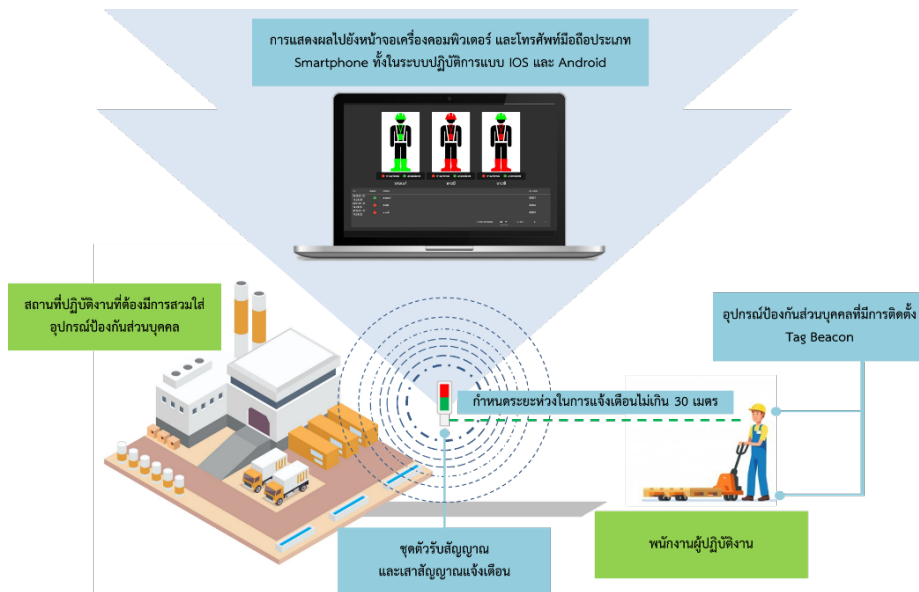 การแสดงผลไปยังหน้าจอเครื่องคอมพิวเตอร์ และโทรศัพท์มือถือประเภท
Smartphone ทั้งในระบบปฏิบัติการแบบ IOS และ Android
สถานที่ปฏิบัติงานที่ต้องมีการสวมใส่
อุปกรณ์ป้องกันส่วนบุคคล
อุปกรณ์ป้องกันส่วนบุคคลที่มีการติดตั้ง
Tag Beacon
กำหนดระยะห่วงในการแจ้งเตือนไม่เกิน 30 เมตร
ชุดตัวรับสัญญาณ
และเสาสัญญาณแจ้งเตือน
พนักงานผู้ปฏิบัติงาน